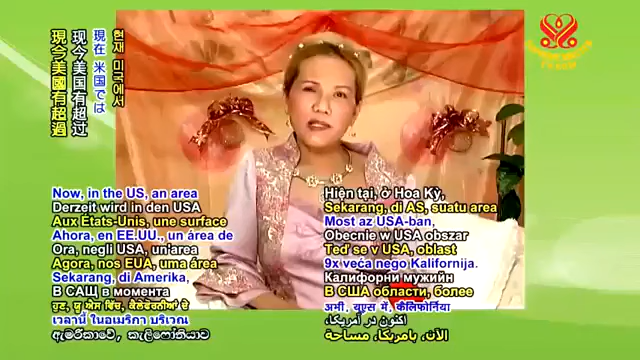 現今美國有超過
现今美国有超过
現在 米国では
현재 미국에서
Now, in the US, an area
Derzeit wird in den USA
Aux États-Unis, une surface
Ahora, en EE.UU., un área de
Ora, negli USA, un'area
Agora, nos EUA, uma área
Sekarang, di Amerika,
В САЩ в момента
ਹੁਣ, ਯੂ ਐਸ ਵਿੱਚ, ਕੈਲੇਫੋਰਨੀਆਂ ਦੇ
เวลานี้ ในอเมริกา บริเวณ
Hiện tại, ở Hoa Kỳ,
Sekarang, di AS, suatu area
Most az USA-ban,
Obecnie w USA obszar
Teď se v USA, oblast
9x veća nego Kalifornija.
Калифорни мужийн
В США области, более
अभी, यूएस में, कैलिफोर्निया
اکنون در آمریکا،
الآن، بامريكا، مساحة